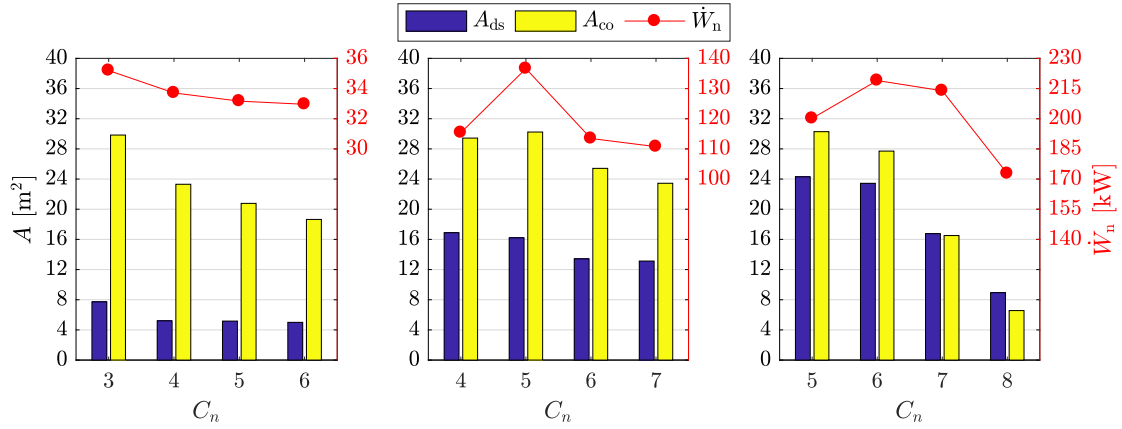 A_ds A_co Ẇ_n
40 36 40 140 40 230
36 34 36 130 36 215
32 32 32 120 32 200
28 30 28 110 28 185
24 24 100 24 170
20 20 20 155
16 16 16 140
12 12 12
8 8 8
4 4 4
0 0 0
A [m²]
Ẇ_n [kW]
3 4 5 6 4 5 6 7 5 6 7 8
C_n C_n C_n